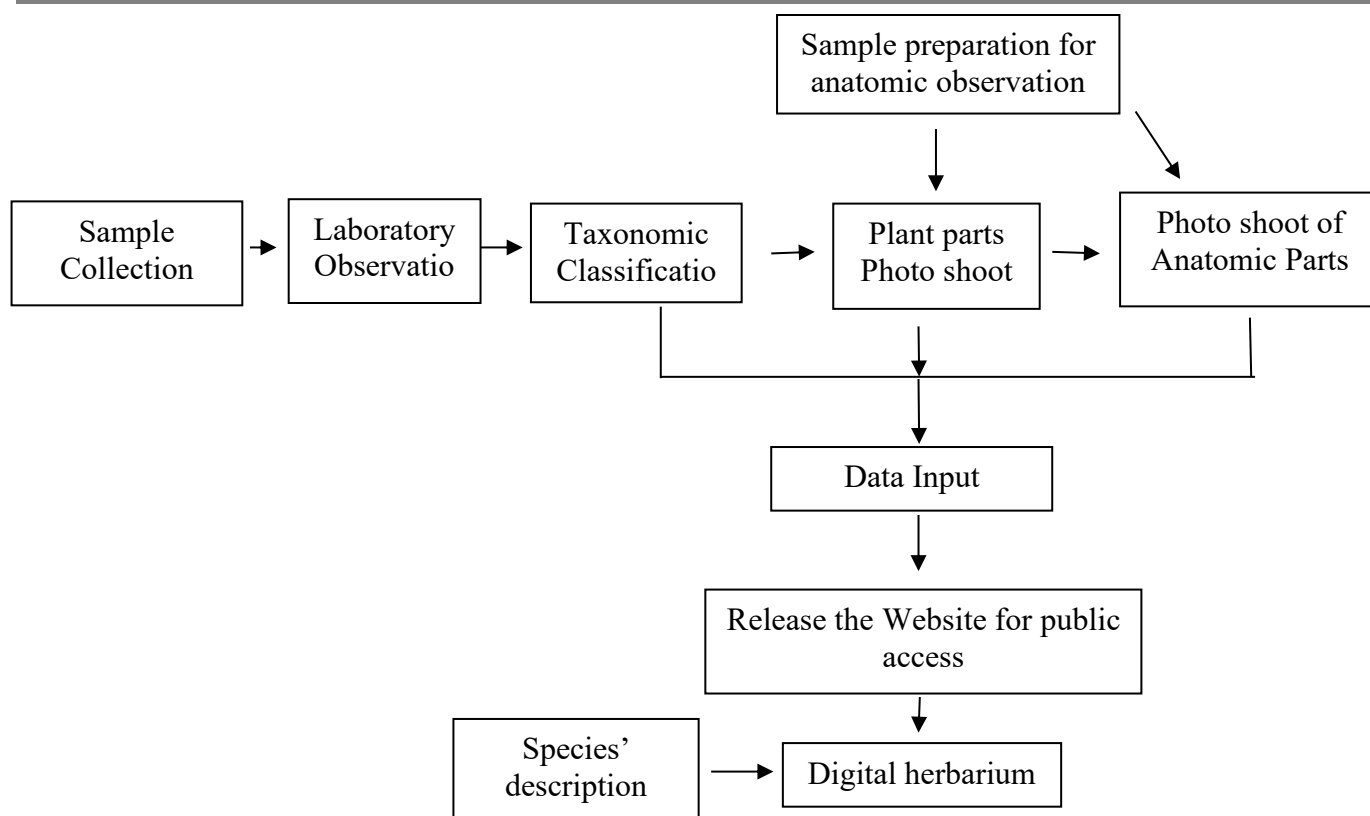 Sample preparation for
anatomic observation
Sample
Collection
Laboratory
Observatio
Taxonomic
Classificatio
Plant parts
Photo shoot
Photo shoot of
Anatomic Parts
Data Input
Release the Website for public
access
Species’
description
Digital herbarium